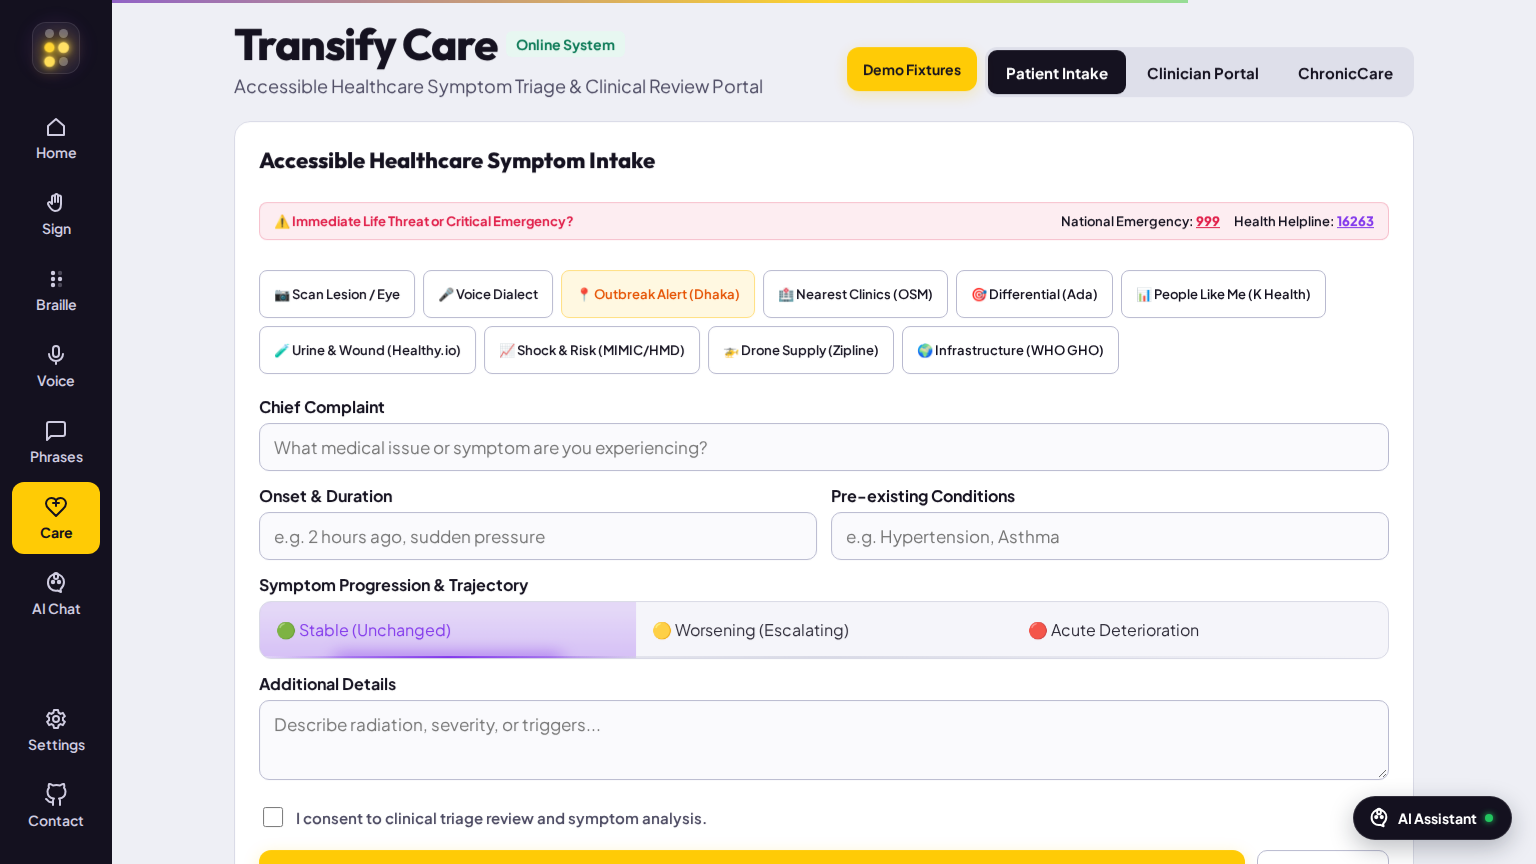 Transify Care
Online System
Accessible Healthcare Symptom Triage & Clinical Review Portal
Demo Fixtures
Patient Intake
Clinician Portal
ChronicCare
Home
Sign
Braille
Voice
Phrases
Care
AI Chat
Settings
Contact
Accessible Healthcare Symptom Intake
⚠️ Immediate Life Threat or Critical Emergency?
National Emergency: 999 Health Helpline: 16263
📷 Scan Lesion / Eye
🎤 Voice Dialect
📍 Outbreak Alert (Dhaka)
🏥 Nearest Clinics (OSM)
🎯 Differential (Ada)
📊 People Like Me (K Health)
🧪 Urine & Wound (Healthy.io)
📈 Shock & Risk (MIMIC/HMD)
🚁 Drone Supply (Zipline)
🌍 Infrastructure (WHO GHO)
Chief Complaint
What medical issue or symptom are you experiencing?
Onset & Duration
e.g. 2 hours ago, sudden pressure
Pre-existing Conditions
e.g. Hypertension, Asthma
Symptom Progression & Trajectory
🟢 Stable (Unchanged)
🟡 Worsening (Escalating)
🔴 Acute Deterioration
Additional Details
Describe radiation, severity, or triggers...
I consent to clinical triage review and symptom analysis.
AI Assistant